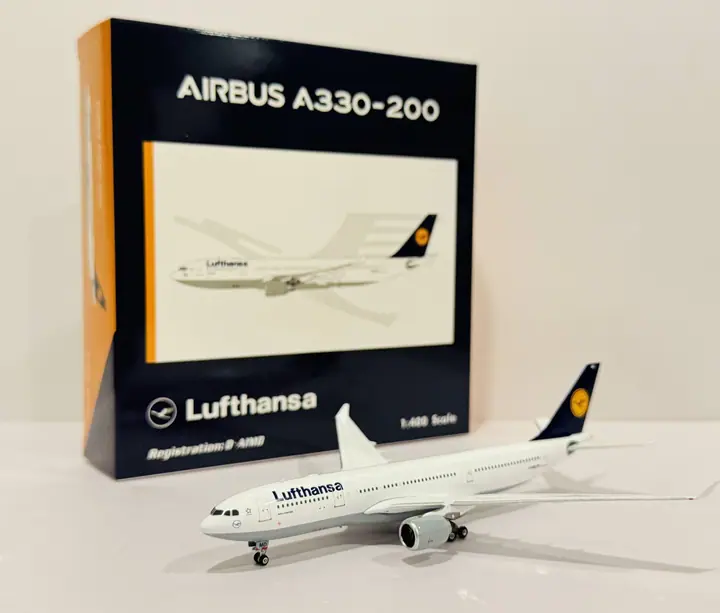 AIRBUS A330-200
Lufthansa
Lufthansa
1:400 Scale
Registration: D-AIMD
Lufthansa